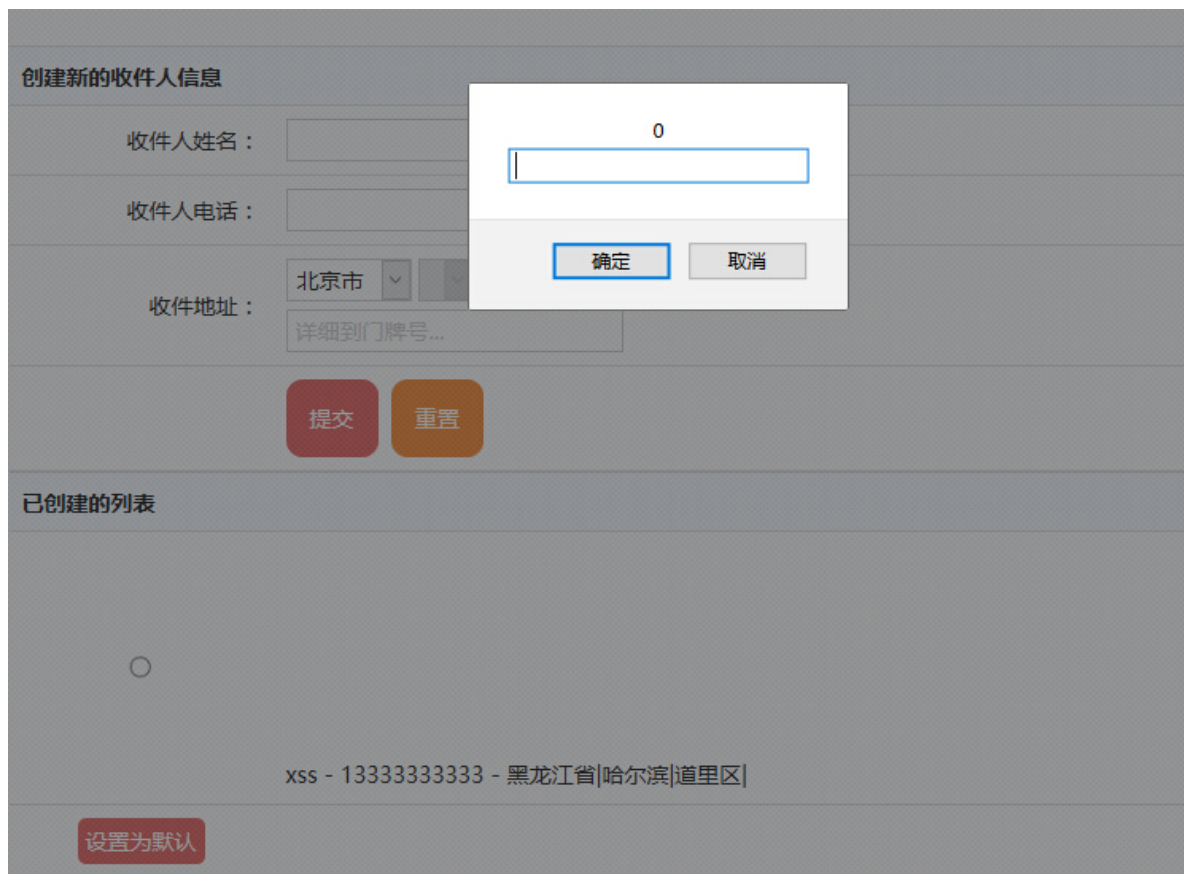 创建新的收件人信息
0
收件人姓名：
收件人电话：
确定 取消
北京市
收件地址：
详细到门牌号...
提交 重置
已创建的列表
xss - 13333333333 - 黑龙江省|哈尔滨|道里区|
设置为默认